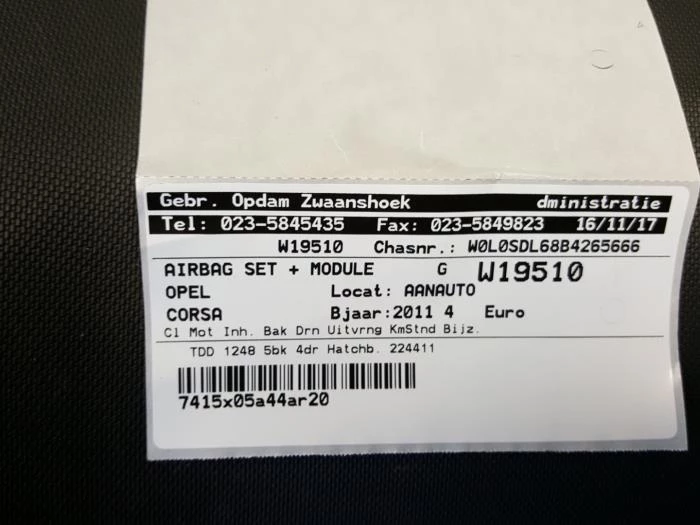 Gebr. Opdam Zwaanshoek dministratie
Tel: 023-5845435 Fax: 023-5849823 16/11/17
W19510 Chasnr.: W0L0SDL68B4265666
AIRBAG SET + MODULE G W19510
OPEL Locat: AANAUTO
CORSA Bjaar:2011 4 Euro
Cl Mot Inh. Bak Drn Uitvrng KmStnd Bijz.
TDD 1248 5bk 4dr Hatchb. 224411
7415x05a44ar20